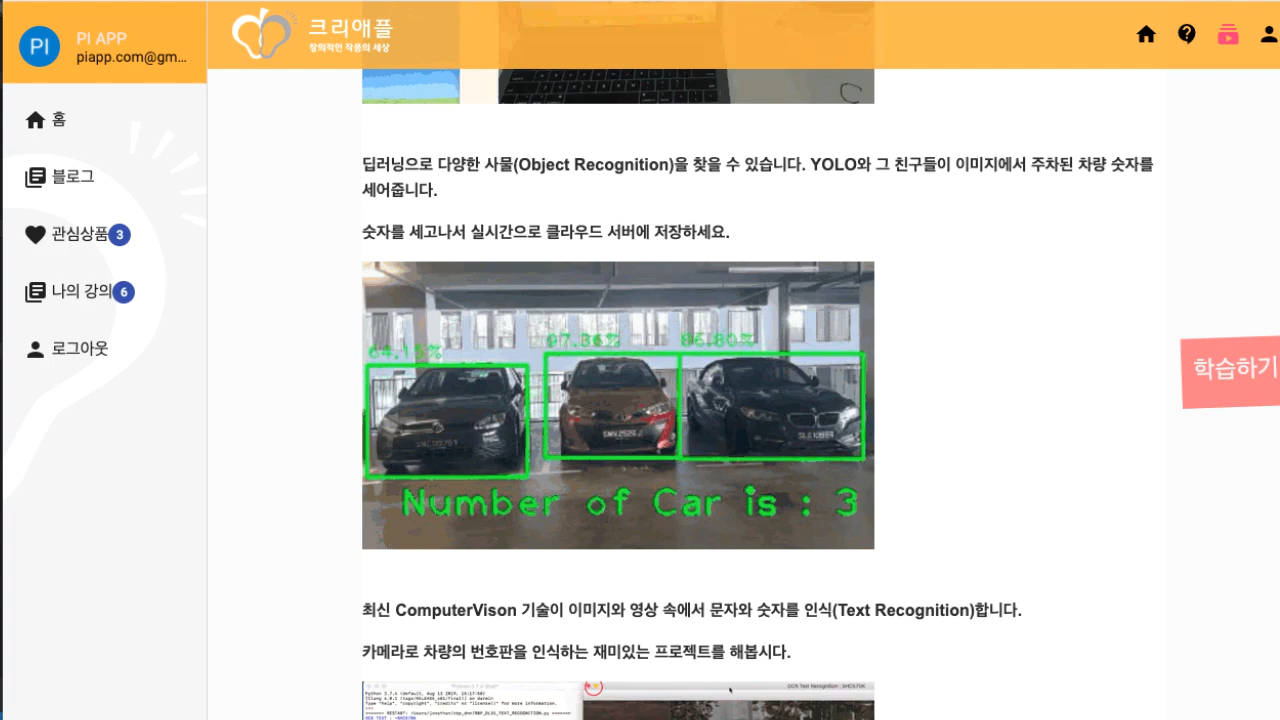 PI
PI APP
piapp.com@gm...
크리애플
창의적인 작품의 세상
홈
블로그
관심상품 3
나의 강의 6
로그아웃
딥러닝으로 다양한 사물(Object Recognition)을 찾을 수 있습니다. YOLO와 그 친구들이 이미지에서 주차된 차량 숫자를
세어줍니다.
숫자를 세고나서 실시간으로 클라우드 서버에 저장하세요.
64.15%
97.36%
86.80%
Number of Car is : 3
학습하기
최신 ComputerVison 기술이 이미지와 영상 속에서 문자와 숫자를 인식(Text Recognition)합니다.
카메라로 차량의 번호판을 인식하는 재미있는 프로젝트를 해봅시다.